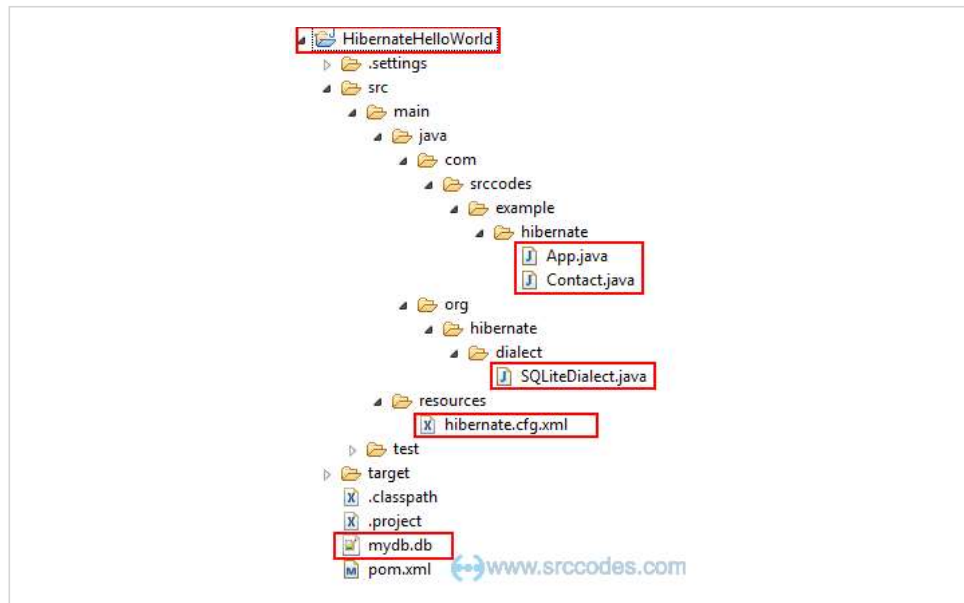 HibernateHelloWorld
.settings
src
main
java
com
srccodes
example
hibernate
App.java
Contact.java
org
hibernate
dialect
SQLiteDialect.java
resources
hibernate.cfg.xml
test
target
.classpath
.project
mydb.db
pom.xml
www.srccodes.com